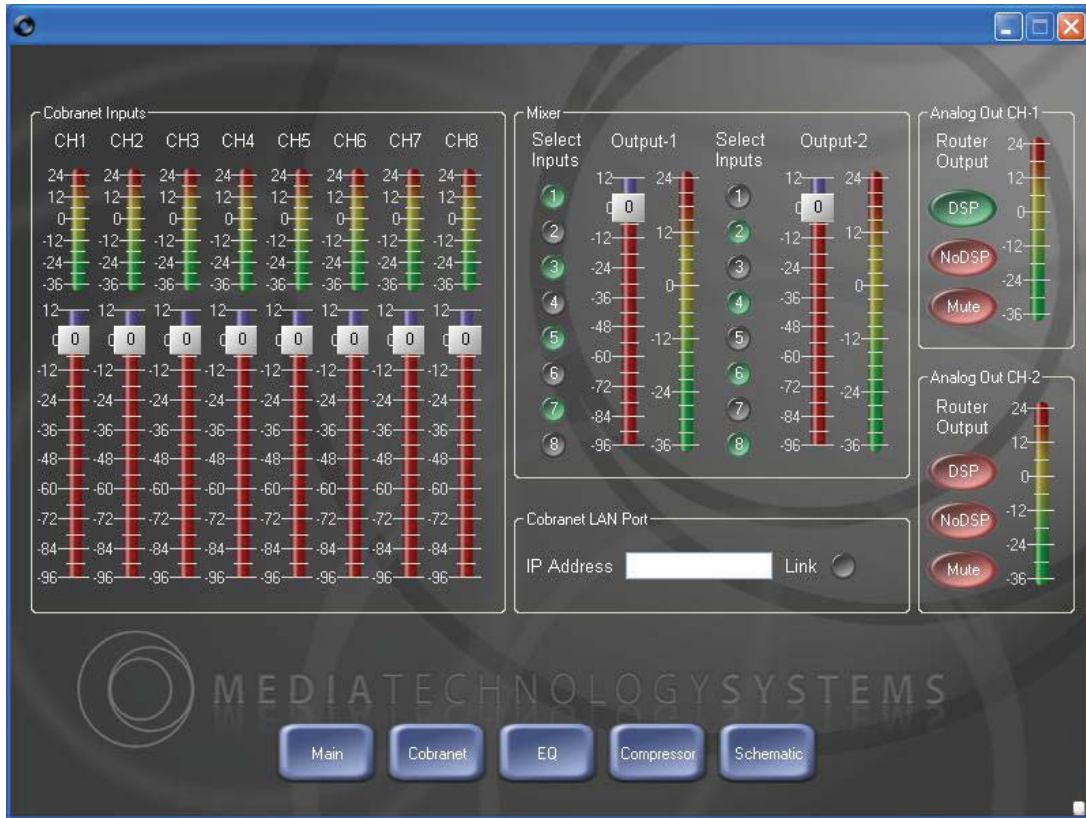 Cobranet Inputs
CH1 CH2 CH3 CH4 CH5 CH6 CH7 CH8
24 24 24 24 24 24 24 24
12 12 12 12 12 12 12 12
0 0 0 0 0 0 0 0
-12 -12 -12 -12 -12 -12 -12 -12
-24 -24 -24 -24 -24 -24 -24 -24
-36 -36 -36 -36 -36 -36 -36 -36
12 12 12 12 12 12 12 12
0 0 0 0 0 0 0 0
-12 -12 -12 -12 -12 -12 -12 -12
-24 -24 -24 -24 -24 -24 -24 -24
-36 -36 -36 -36 -36 -36 -36 -36
-48 -48 -48 -48 -48 -48 -48 -48
-60 -60 -60 -60 -60 -60 -60 -60
-72 -72 -72 -72 -72 -72 -72 -72
-84 -84 -84 -84 -84 -84 -84 -84
-96 -96 -96 -96 -96 -96 -96 -96
Mixer
Select Inputs
1
2
3
4
5
6
7
8
Output-1
12
0
-12
-24
-36
-48
-60
-72
-84
-96
24
12
0
-12
-24
-36
Select Inputs
1
2
3
4
5
6
7
8
Output-2
12
0
-12
-24
-36
-48
-60
-72
-84
-96
24
12
0
-12
-24
-36
Cobranet LAN Port
IP Address Link
Analog Out CH-1
Router
Output
DSP
NoDSP
Mute
24
12
0
-12
-24
-36
Analog Out CH-2
Router
Output
DSP
NoDSP
Mute
24
12
0
-12
-24
-36
MEDIATECHNOLOGYSYSTEMS
Main Cobranet EQ Compressor Schematic